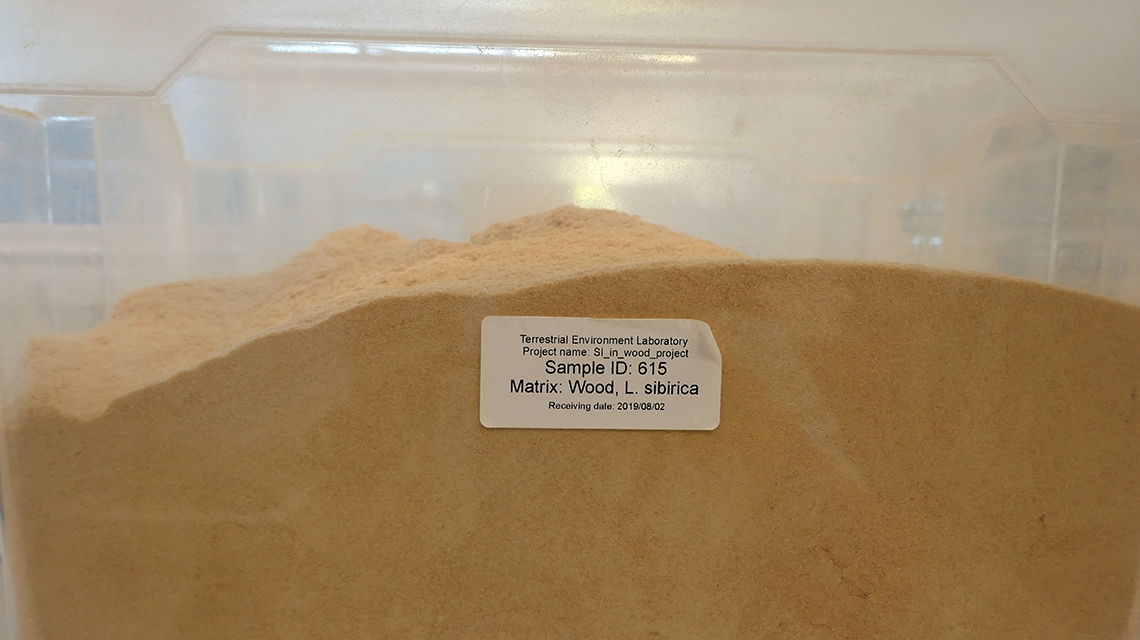 Terrestrial Environment Laboratory
Project name: SI_in_wood_project
Sample ID: 615
Matrix: Wood, L. sibirica
Receiving date: 2019/08/02